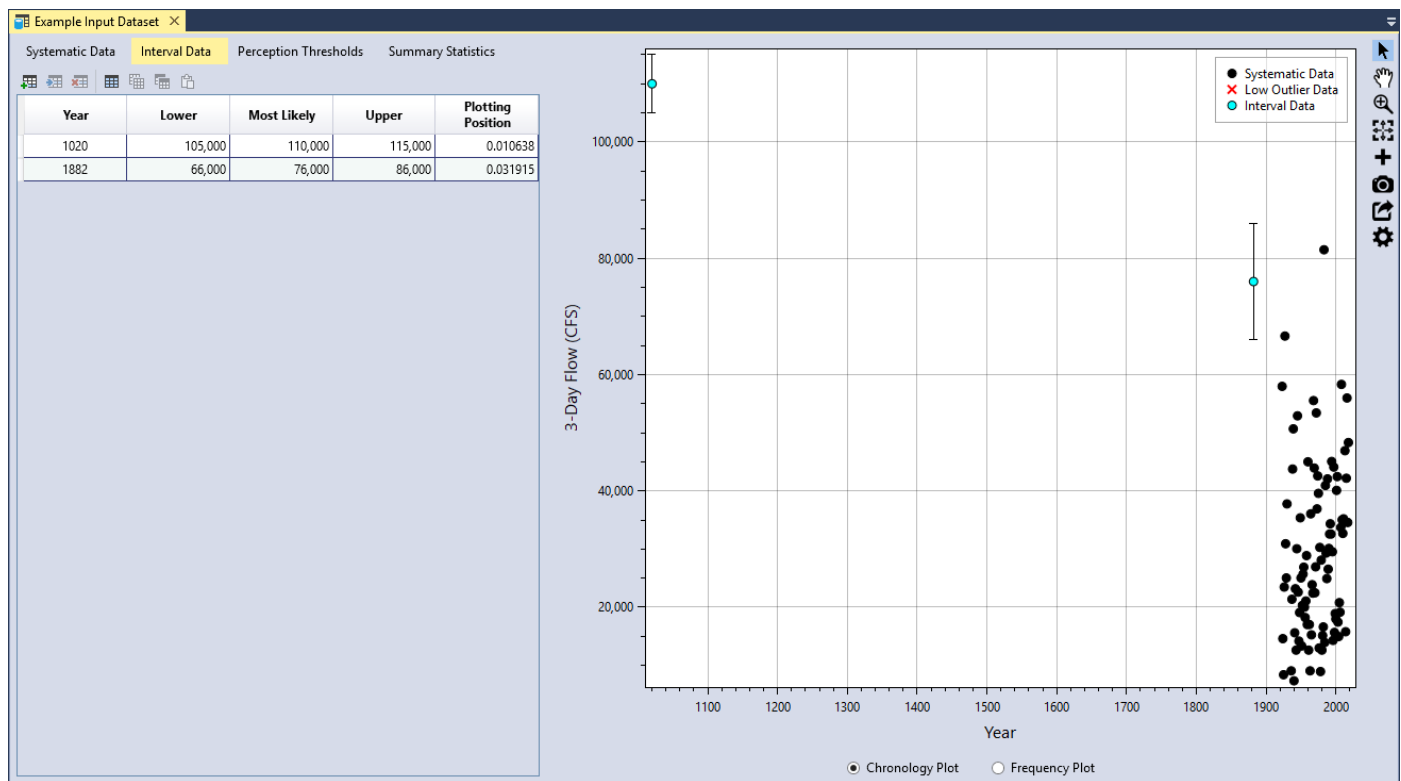 Example Input Dataset
Systematic Data Interval Data Perception Thresholds Summary Statistics
Year Lower Most Likely Upper Plotting Position
1020 105,000 110,000 115,000 0.010638
1882 66,000 76,000 86,000 0.031915
Systematic Data
Low Outlier Data
Interval Data
100,000
80,000
60,000
40,000
20,000
3-Day Flow (CFS)
1100 1200 1300 1400 1500 1600 1700 1800 1900 2000
Year
Chronology Plot Frequency Plot